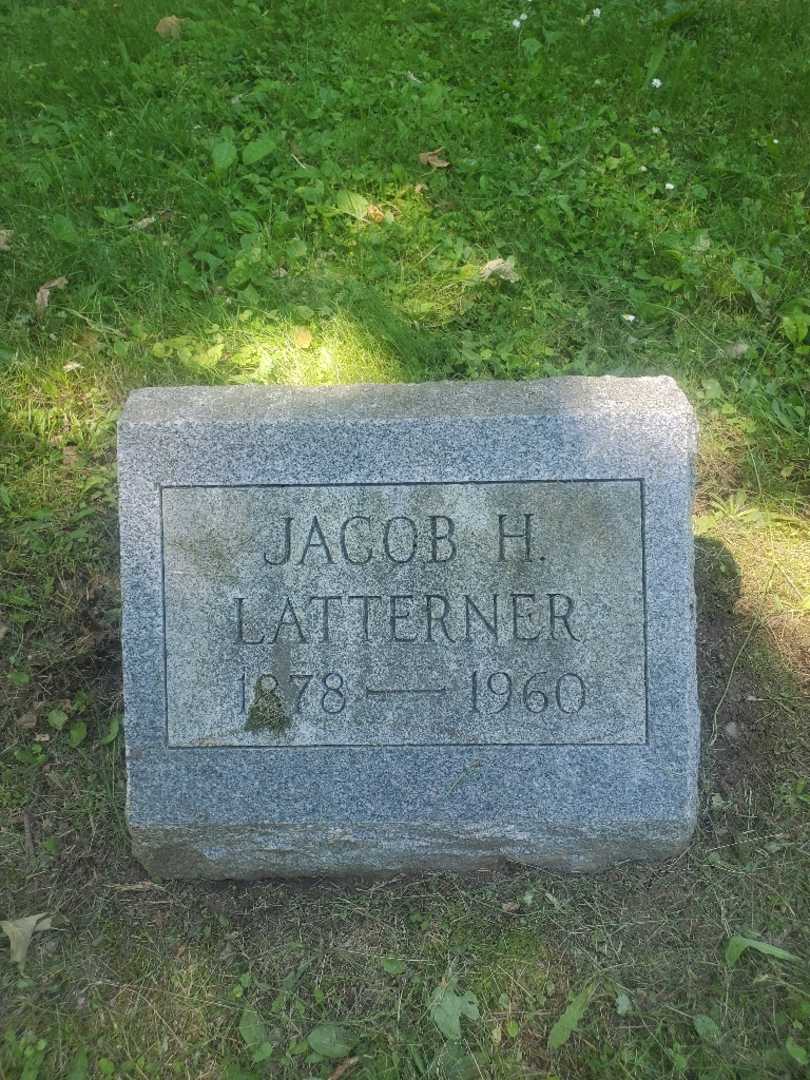 JACOB H.
LATTERNER
1878 — 1960